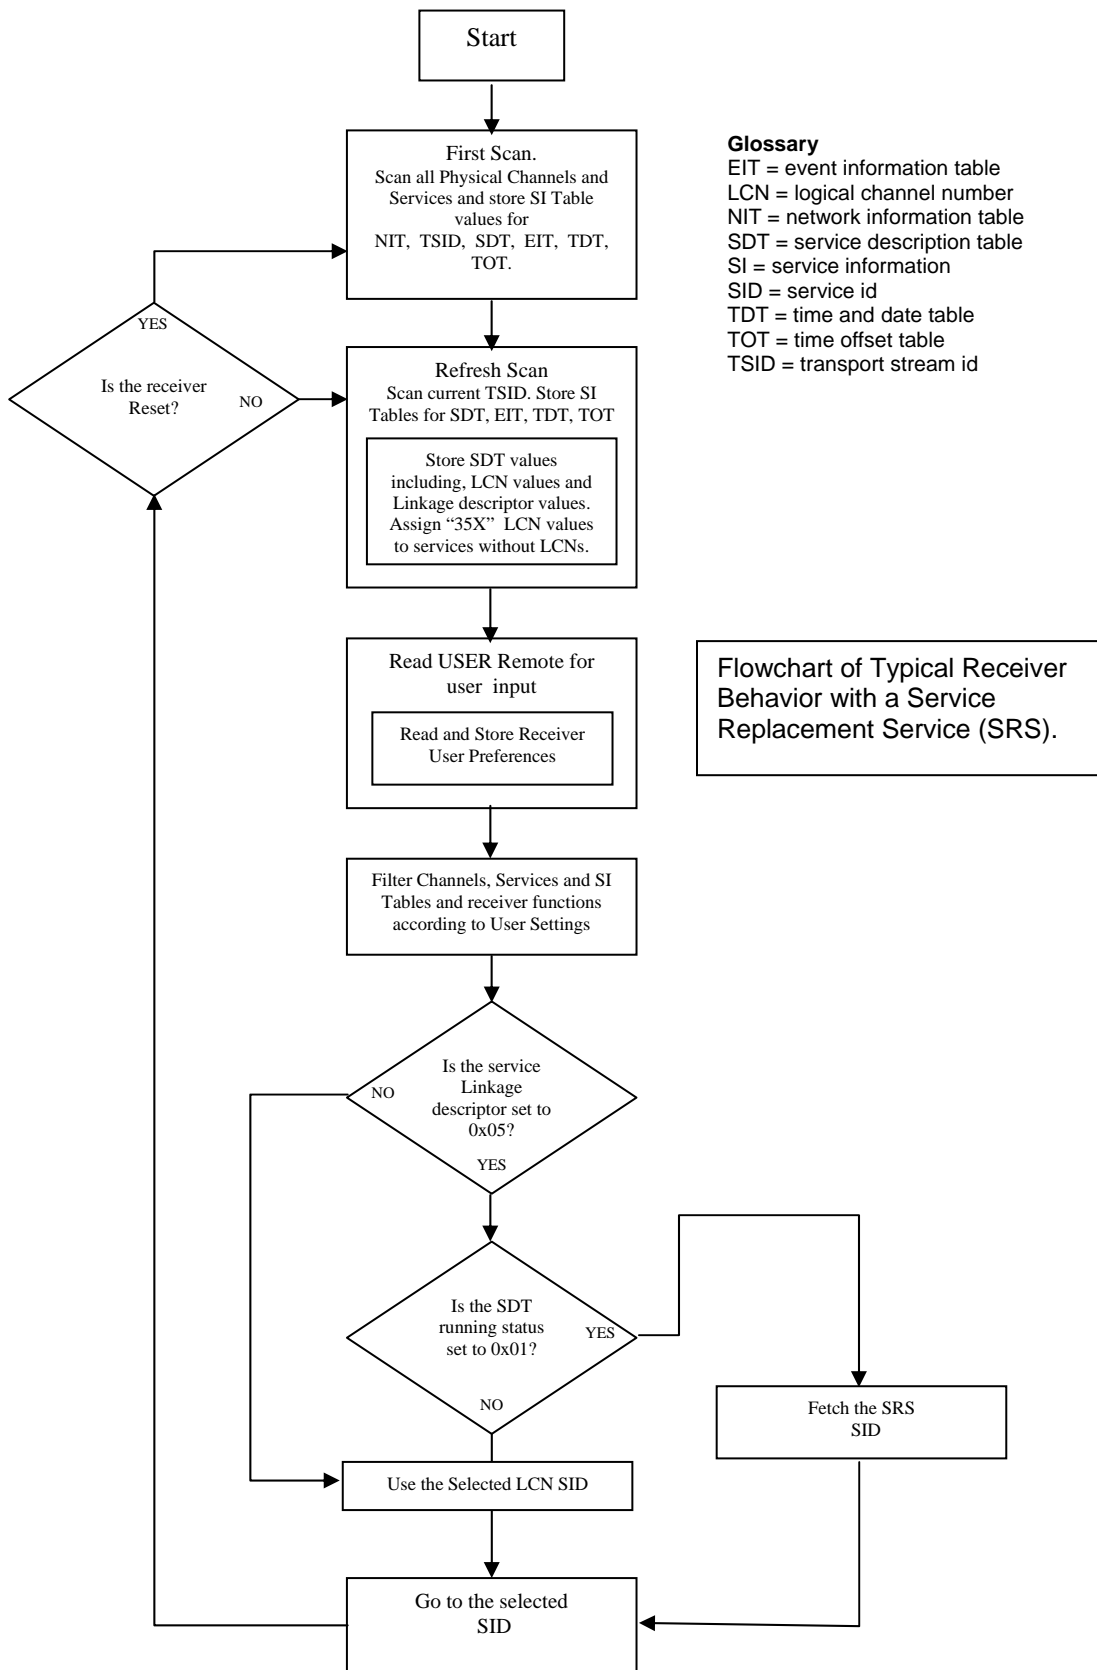 Start
First Scan.
Scan all Physical Channels and
Services and store SI Table
values for
NIT, TSID, SDT, EIT, TDT,
TOT.
Glossary
EIT = event information table
LCN = logical channel number
NIT = network information table
SDT = service description table
SI = service information
SID = service id
TDT = time and date table
TOT = time offset table
TSID = transport stream id
YES
Is the receiver
Reset?
NO
Refresh Scan
Scan current TSID. Store SI
Tables for SDT, EIT, TDT, TOT
Store SDT values
including, LCN values and
Linkage descriptor values.
Assign “35X” LCN values
to services without LCNs.
Read USER Remote for
user input
Read and Store Receiver
User Preferences
Flowchart of Typical Receiver
Behavior with a Service
Replacement Service (SRS).
Filter Channels, Services and SI
Tables and receiver functions
according to User Settings
Is the service
Linkage
descriptor set to
0x05?
NO
YES
Is the SDT
running status
set to 0x01?
YES
NO
Fetch the SRS
SID
Use the Selected LCN SID
Go to the selected
SID